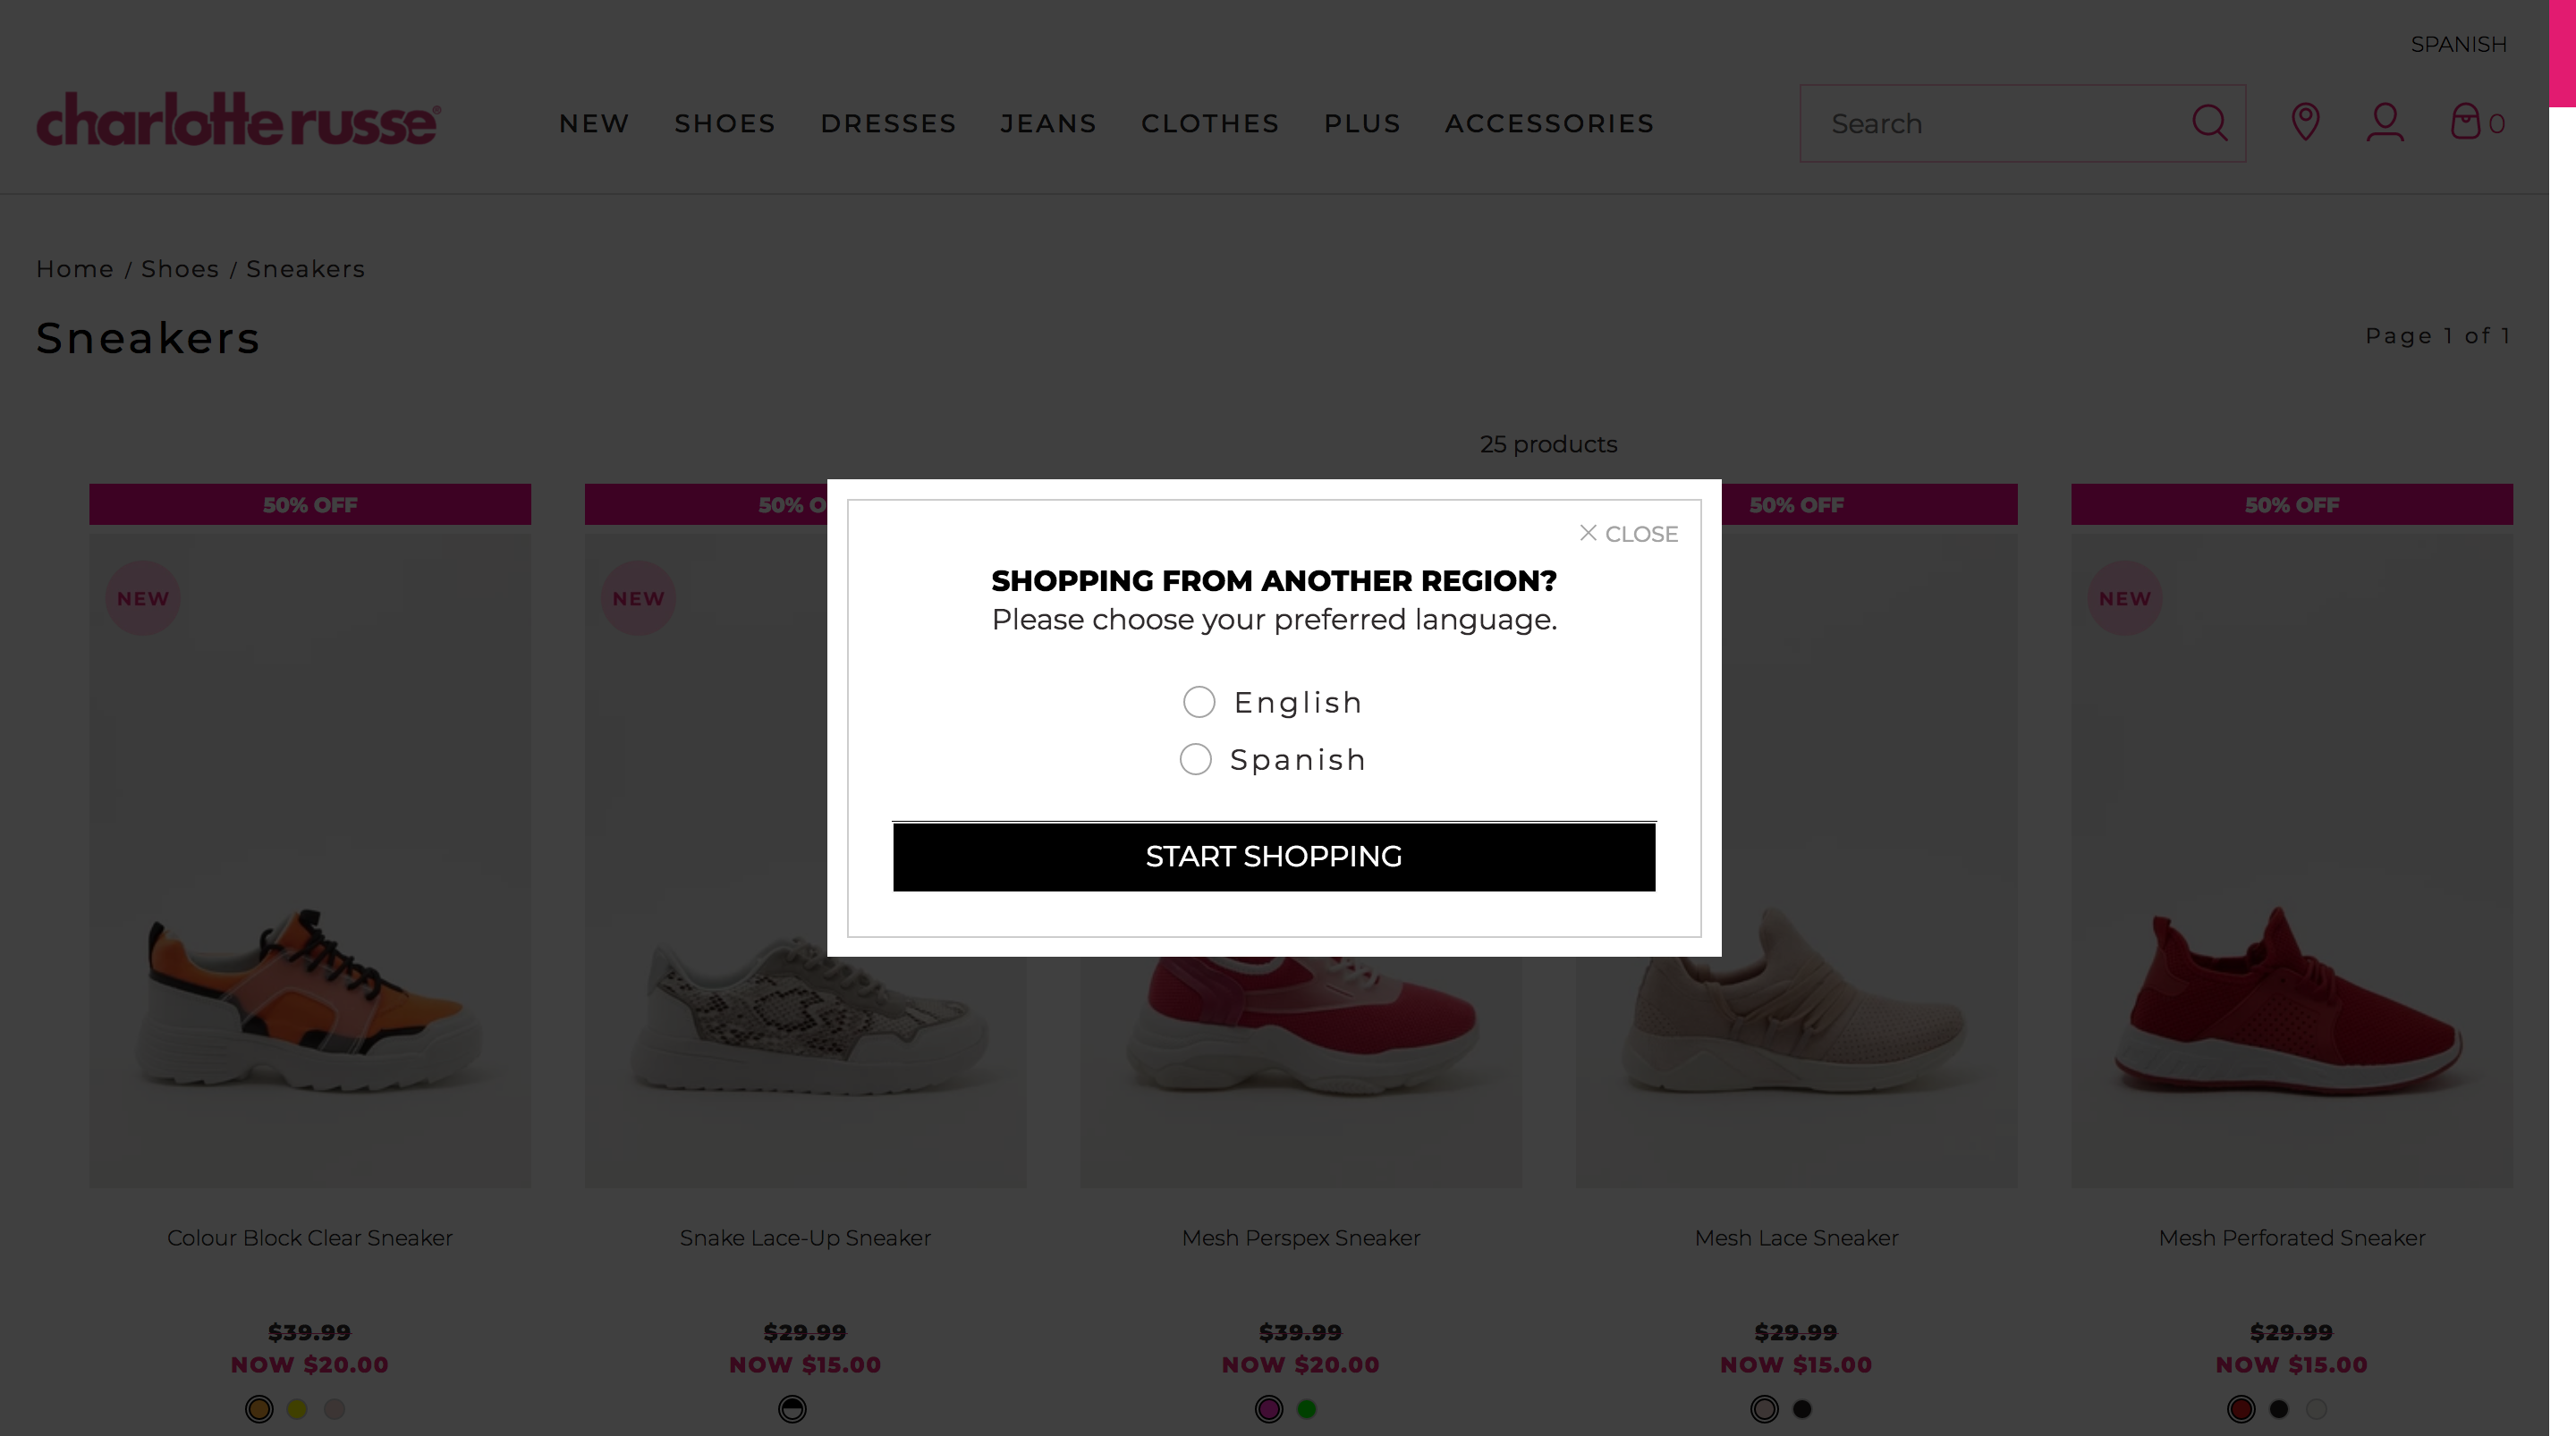 SPANISH
charlotte russe®
NEW SHOES DRESSES JEANS CLOTHES PLUS ACCESSORIES
Search
0
Home / Shoes / Sneakers
Sneakers
Page 1 of 1
25 products
50% OFF
50% O
50% OFF
50% OFF
NEW
NEW
NEW
CLOSE
SHOPPING FROM ANOTHER REGION?
Please choose your preferred language.
English
Spanish
START SHOPPING
Colour Block Clear Sneaker
$39.99
NOW $20.00
Snake Lace-Up Sneaker
$29.99
NOW $15.00
Mesh Perspex Sneaker
$39.99
NOW $20.00
Mesh Lace Sneaker
$29.99
NOW $15.00
Mesh Perforated Sneaker
$29.99
NOW $15.00